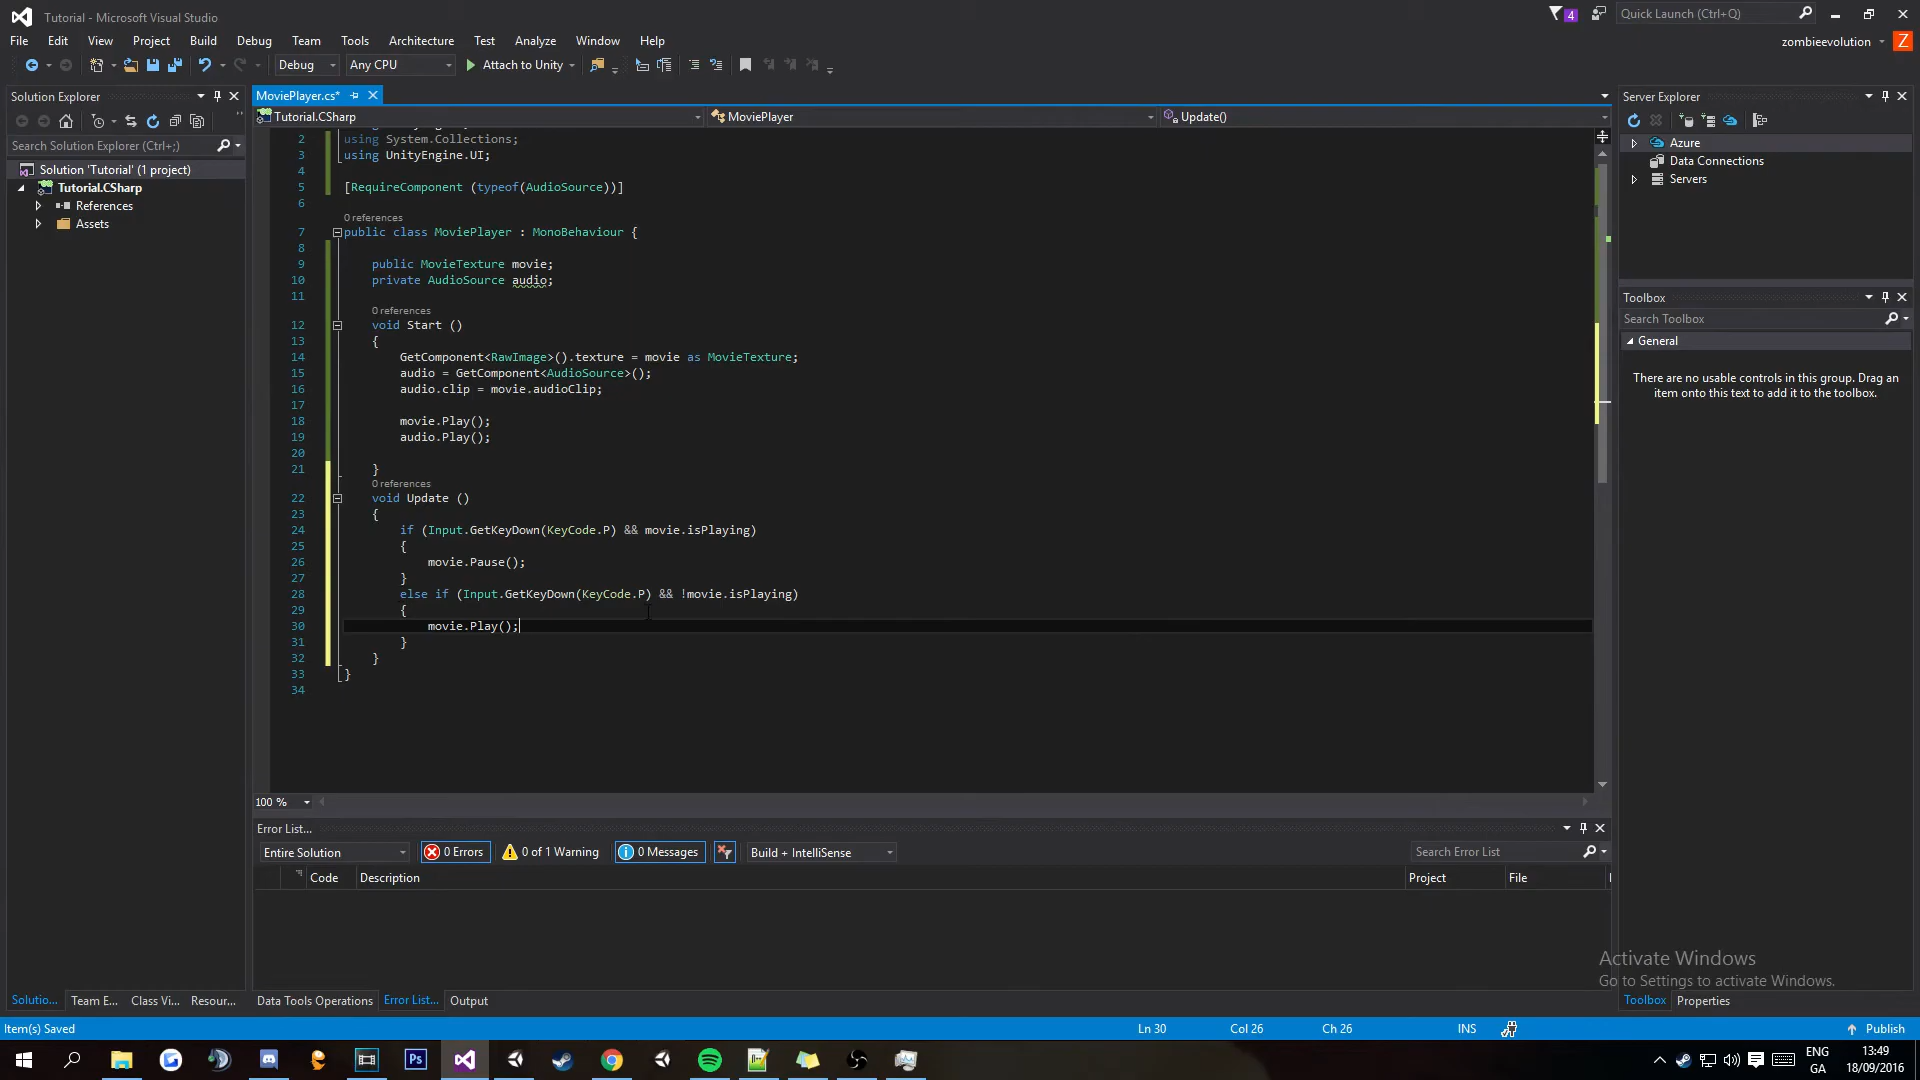 Tutorial - Microsoft Visual Studio
4
Quick Launch (Ctrl+Q)
File Edit View Project Build Debug Team Tools Architecture Test Analyze Window Help
zombieevolution
Z
Debug
Any CPU
Attach to Unity
Solution Explorer
Search Solution Explorer (Ctrl+;)
Solution 'Tutorial' (1 project)
Tutorial.CSharp
References
Assets
MoviePlayer.cs*
Tutorial.CSharp
MoviePlayer
Update()
2 using System.Collections;
3 using UnityEngine.UI;
4
5 [RequireComponent (typeof(AudioSource))]
6
0 references
7 public class MoviePlayer : MonoBehaviour {
8
9 public MovieTexture movie;
10 private AudioSource audio;
11
0 references
12 void Start ()
13 {
14 GetComponent<RawImage>().texture = movie as MovieTexture;
15 audio = GetComponent<AudioSource>();
16 audio.clip = movie.audioClip;
17
18 movie.Play();
19 audio.Play();
20
21 }
0 references
22 void Update ()
23 {
24 if (Input.GetKeyDown(KeyCode.P) && movie.isPlaying)
25 {
26 movie.Pause();
27 }
28 else if (Input.GetKeyDown(KeyCode.P) && !movie.isPlaying)
29 {
30 movie.Play();
31 }
32 }
33 }
34
100 %
Server Explorer
Azure
Data Connections
Servers
Toolbox
Search Toolbox
General
There are no usable controls in this group. Drag an
item onto this text to add it to the toolbox.
Error List...
Entire Solution
0 Errors
0 of 1 Warning
0 Messages
Build + IntelliSense
Search Error List
Code Description Project File
Activate Windows
Go to Settings to activate Windows.
Solutio... Team E... Class Vi... Resour...
Data Tools Operations Error List... Output
Toolbox Properties
Item(s) Saved
Ln 30 Col 26 Ch 26 INS
Publish
Ps
ENG
GA
13:49
18/09/2016